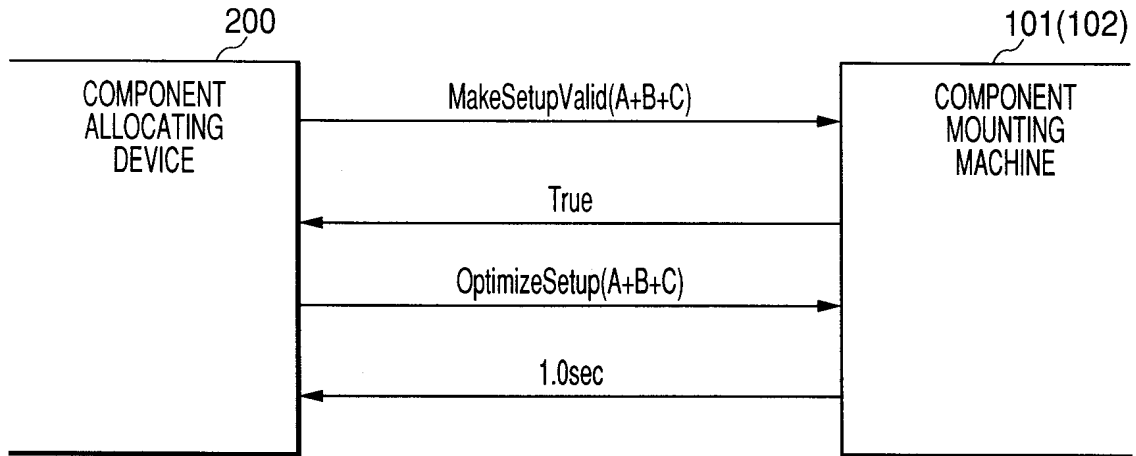 200
101(102)
COMPONENT
ALLOCATING
DEVICE
MakeSetupValid(A+B+C)
COMPONENT
MOUNTING
MACHINE
True
OptimizeSetup(A+B+C)
1.0sec